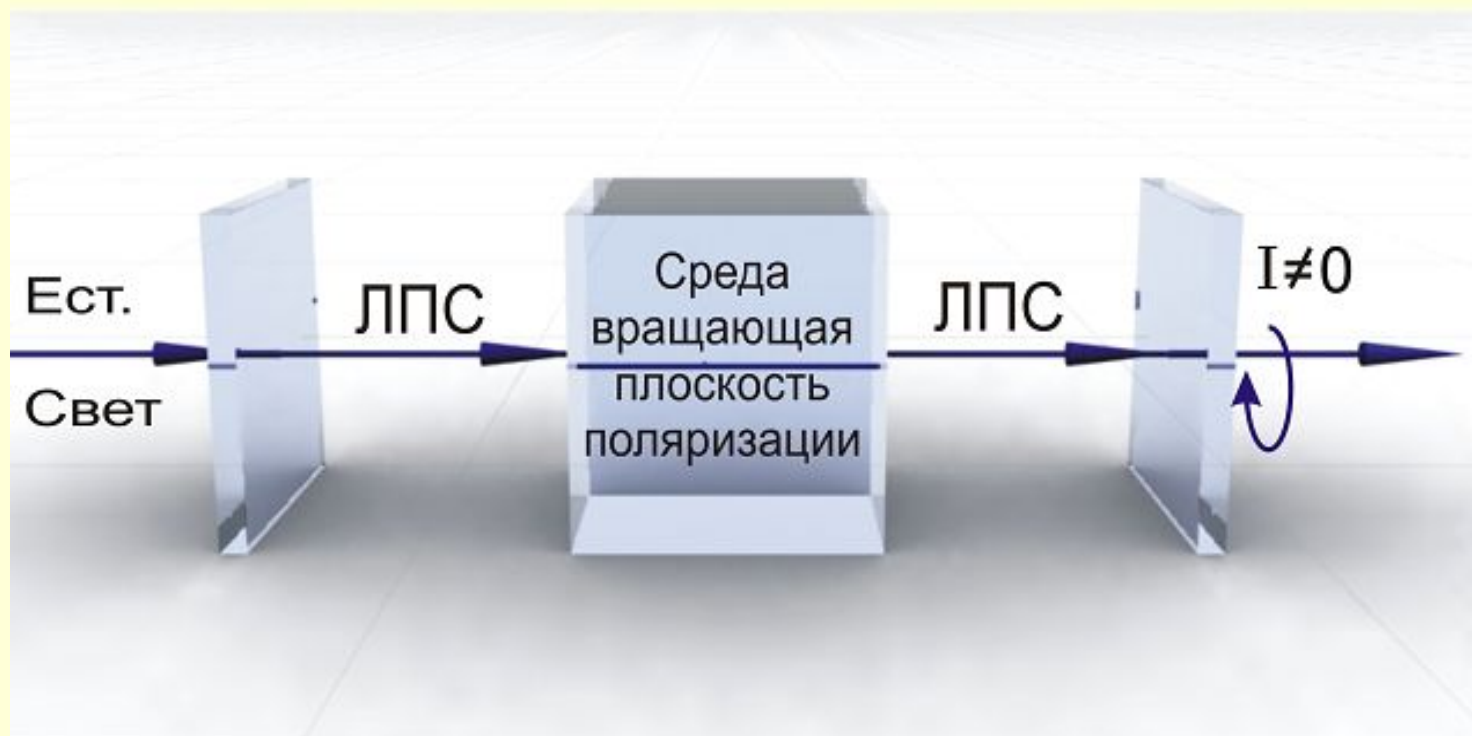 Ест.
Свет
ЛПС
Среда
вращающая
плоскость
поляризации
ЛПС
I≠0